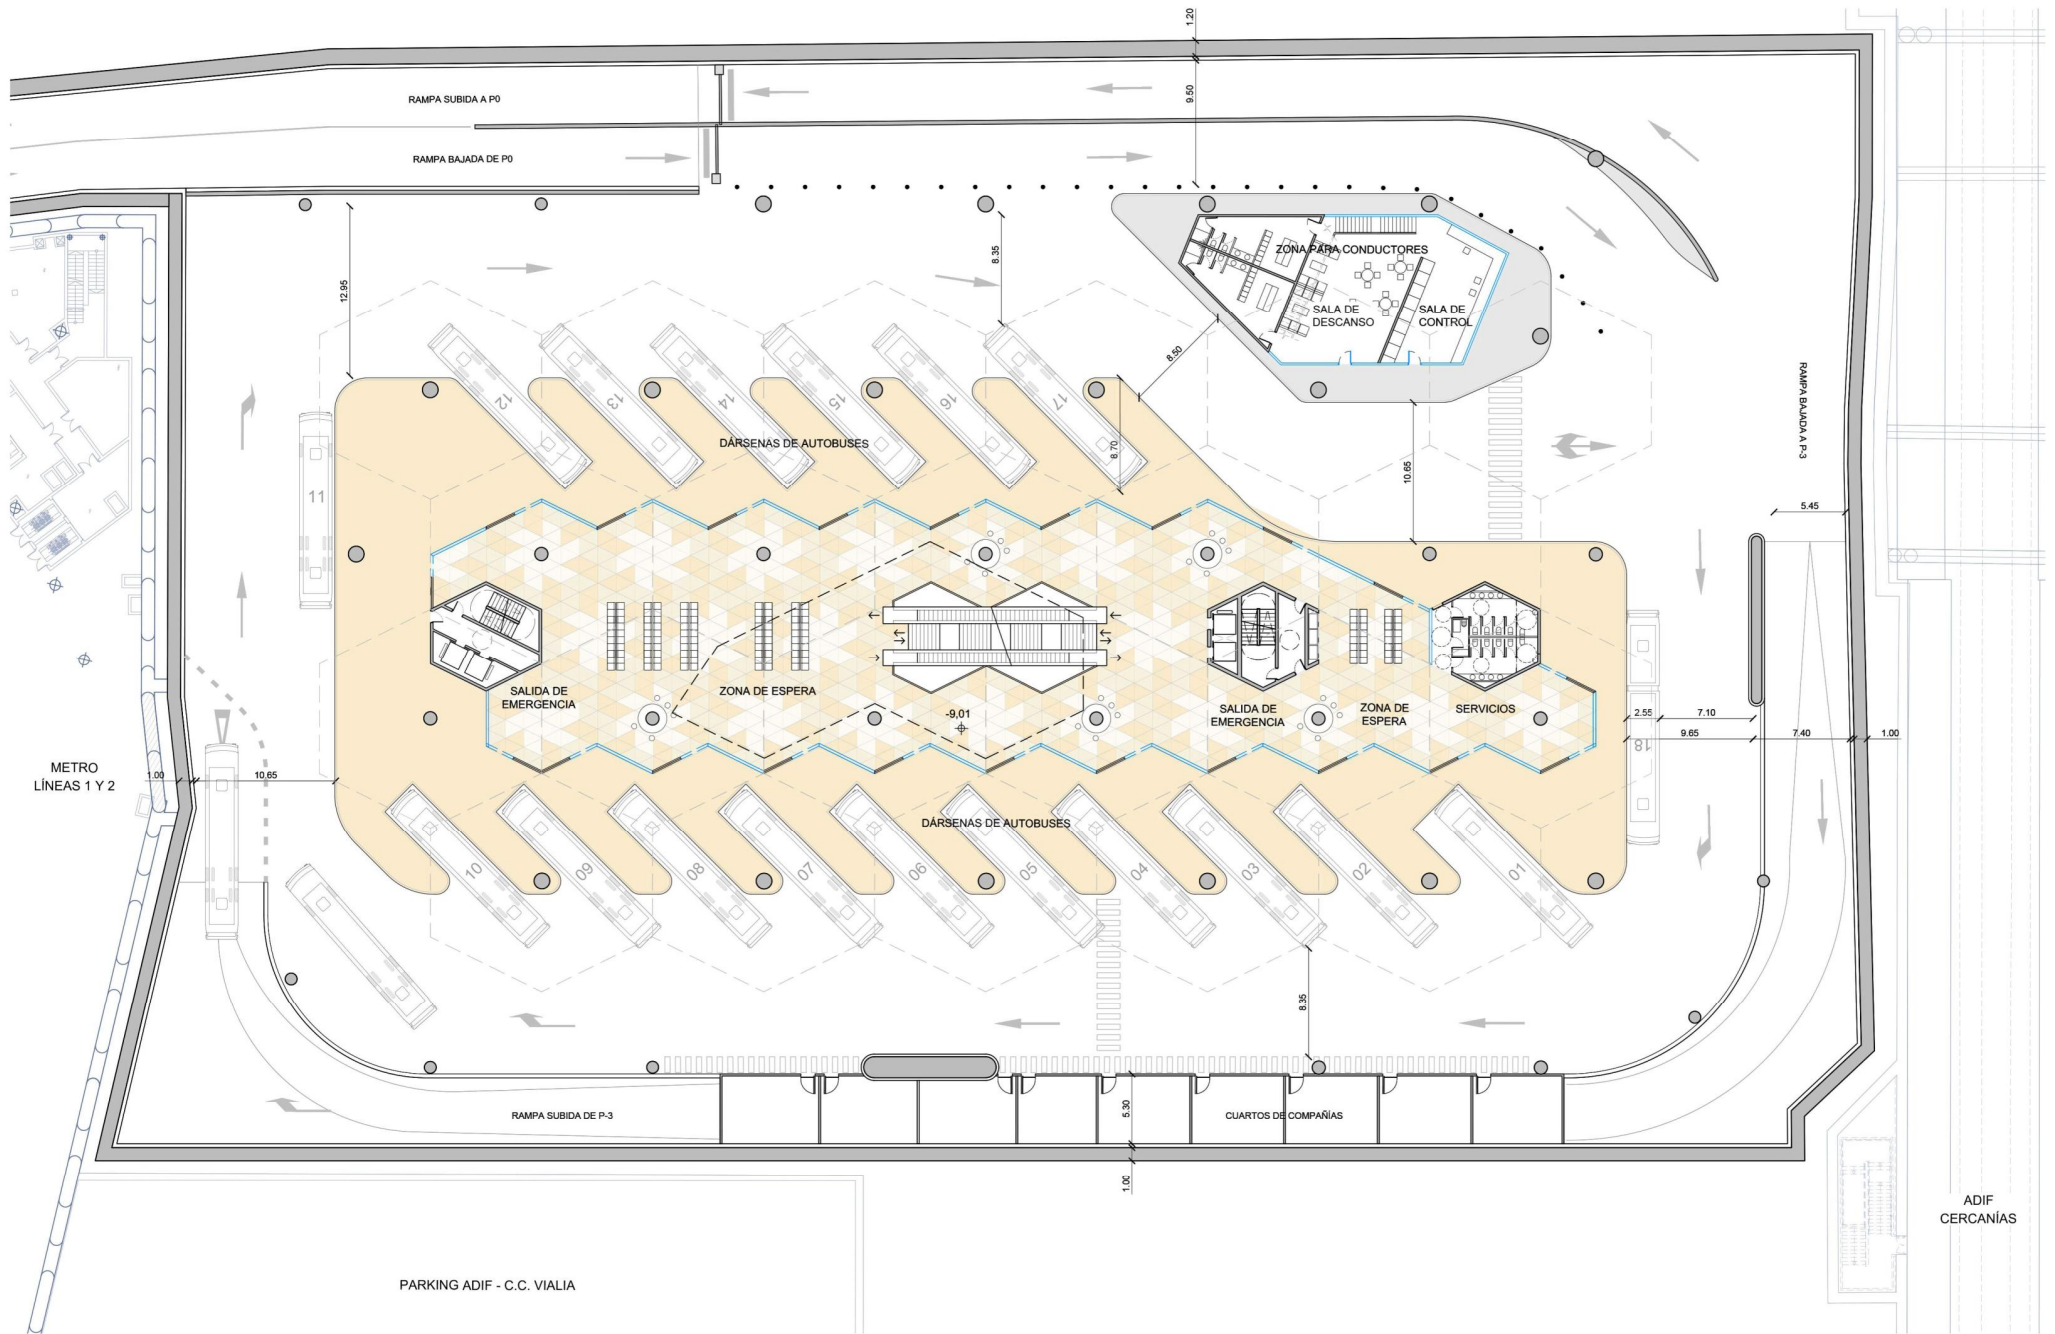 1.20
RAMPA SUBIDA A P0
9.50
RAMPA BAJADA DE P0
12.95
8.35
ZONA PARA CONDUCTORES
SALA DE
DESCANSO
SALA DE
CONTROL
8.50
RAMPA BAJADA A P-3
12
13
14
15
16
17
DÁRSENAS DE AUTOBUSES
8.70
10.65
11
5.45
SALIDA DE
EMERGENCIA
ZONA DE ESPERA
-9,01
SALIDA DE
EMERGENCIA
ZONA DE
ESPERA
SERVICIOS
2.55
7.10
18
9.65
7.40
1.00
METRO
LÍNEAS 1 Y 2
1.00
10.65
DÁRSENAS DE AUTOBUSES
10
09
08
07
06
05
04
03
02
01
8.35
RAMPA SUBIDA DE P-3
5.30
CUARTOS DE COMPAÑÍAS
1.00
ADIF
CERCANÍAS
PARKING ADIF - C.C. VIALIA